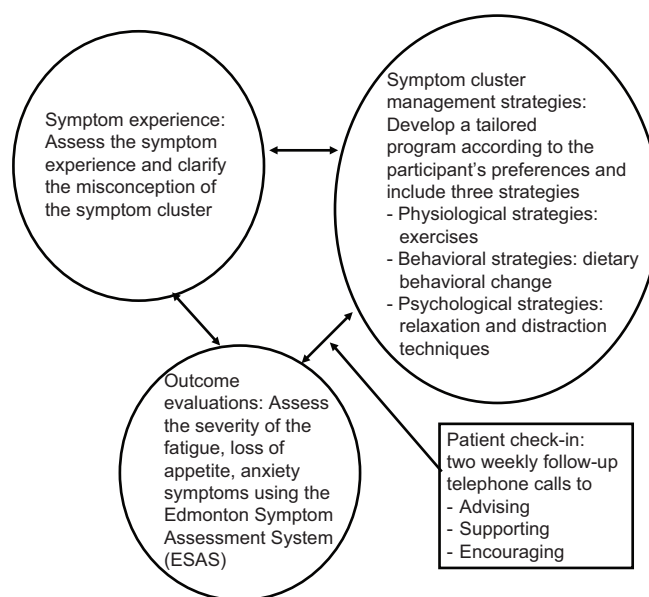 Symptom experience:
Assess the symptom
experience and clarify
the misconception of
the symptom cluster
Symptom cluster
management strategies:
Develop a tailored
program according to the
participant's preferences and
include three strategies
- Physiological strategies:
exercises
- Behavioral strategies: dietary
behavioral change
- Psychological strategies:
relaxation and distraction
techniques
Outcome
evaluations: Assess
the severity of the
fatigue, loss of
appetite, anxiety
symptoms using the
Edmonton Symptom
Assessment System
(ESAS)
Patient check-in:
two weekly follow-up
telephone calls to
- Advising
- Supporting
- Encouraging